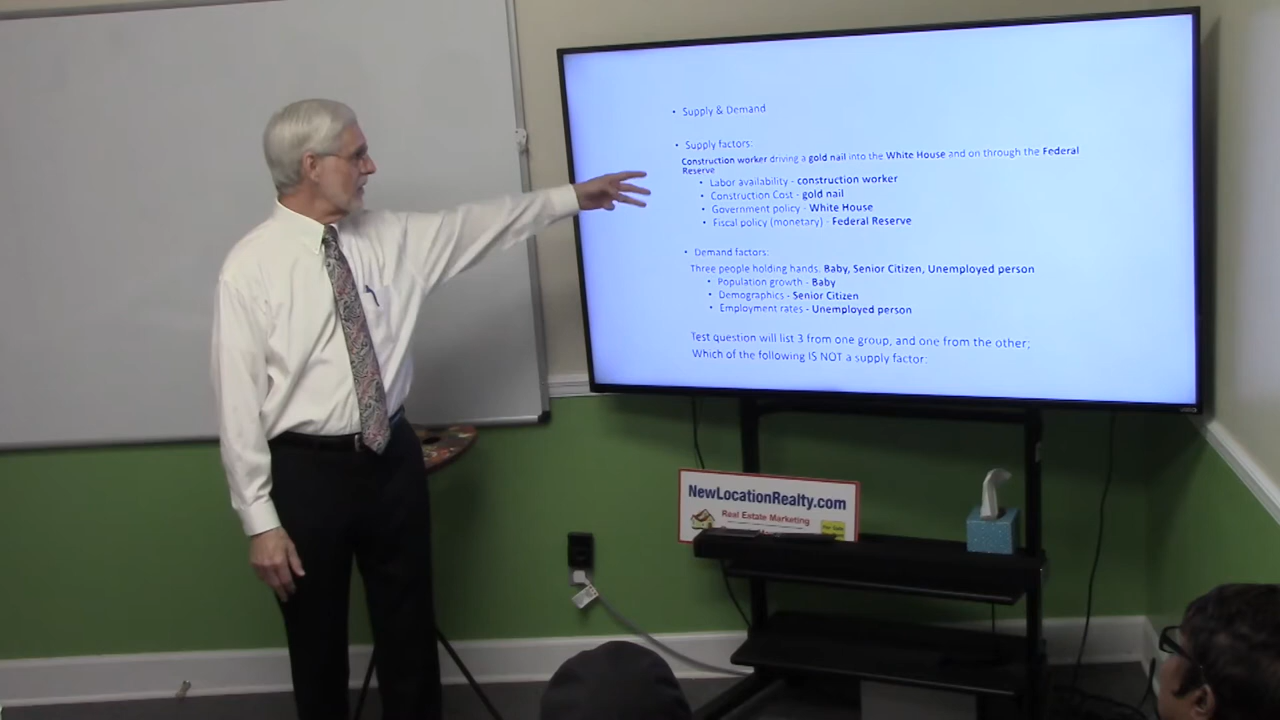 • Supply & Demand
• Supply factors:
Construction worker driving a gold nail into the White House and on through the Federal
Reserve
• Labor availability - construction worker
• Construction Cost - gold nail
• Government policy - White House
• Fiscal policy (monetary) - Federal Reserve
• Demand factors:
Three people holding hands. Baby, Senior Citizen, Unemployed person
• Population growth - Baby
• Demographics - Senior Citizen
• Employment rates - Unemployed person
Test question will list 3 from one group, and one from the other;
Which of the following IS NOT a supply factor:
NewLocationRealty.com
Real Estate Marketing
For Sale